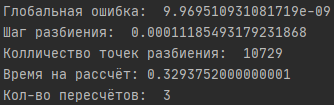 Глобальная ошибка:  9.969510931081719e-09
Шаг разбиения:  0.00011185493179231868
Колличество точек разбиения:  10729
Время на рассчёт: 0.3293752000000001
Кол-во пересчётов:  3